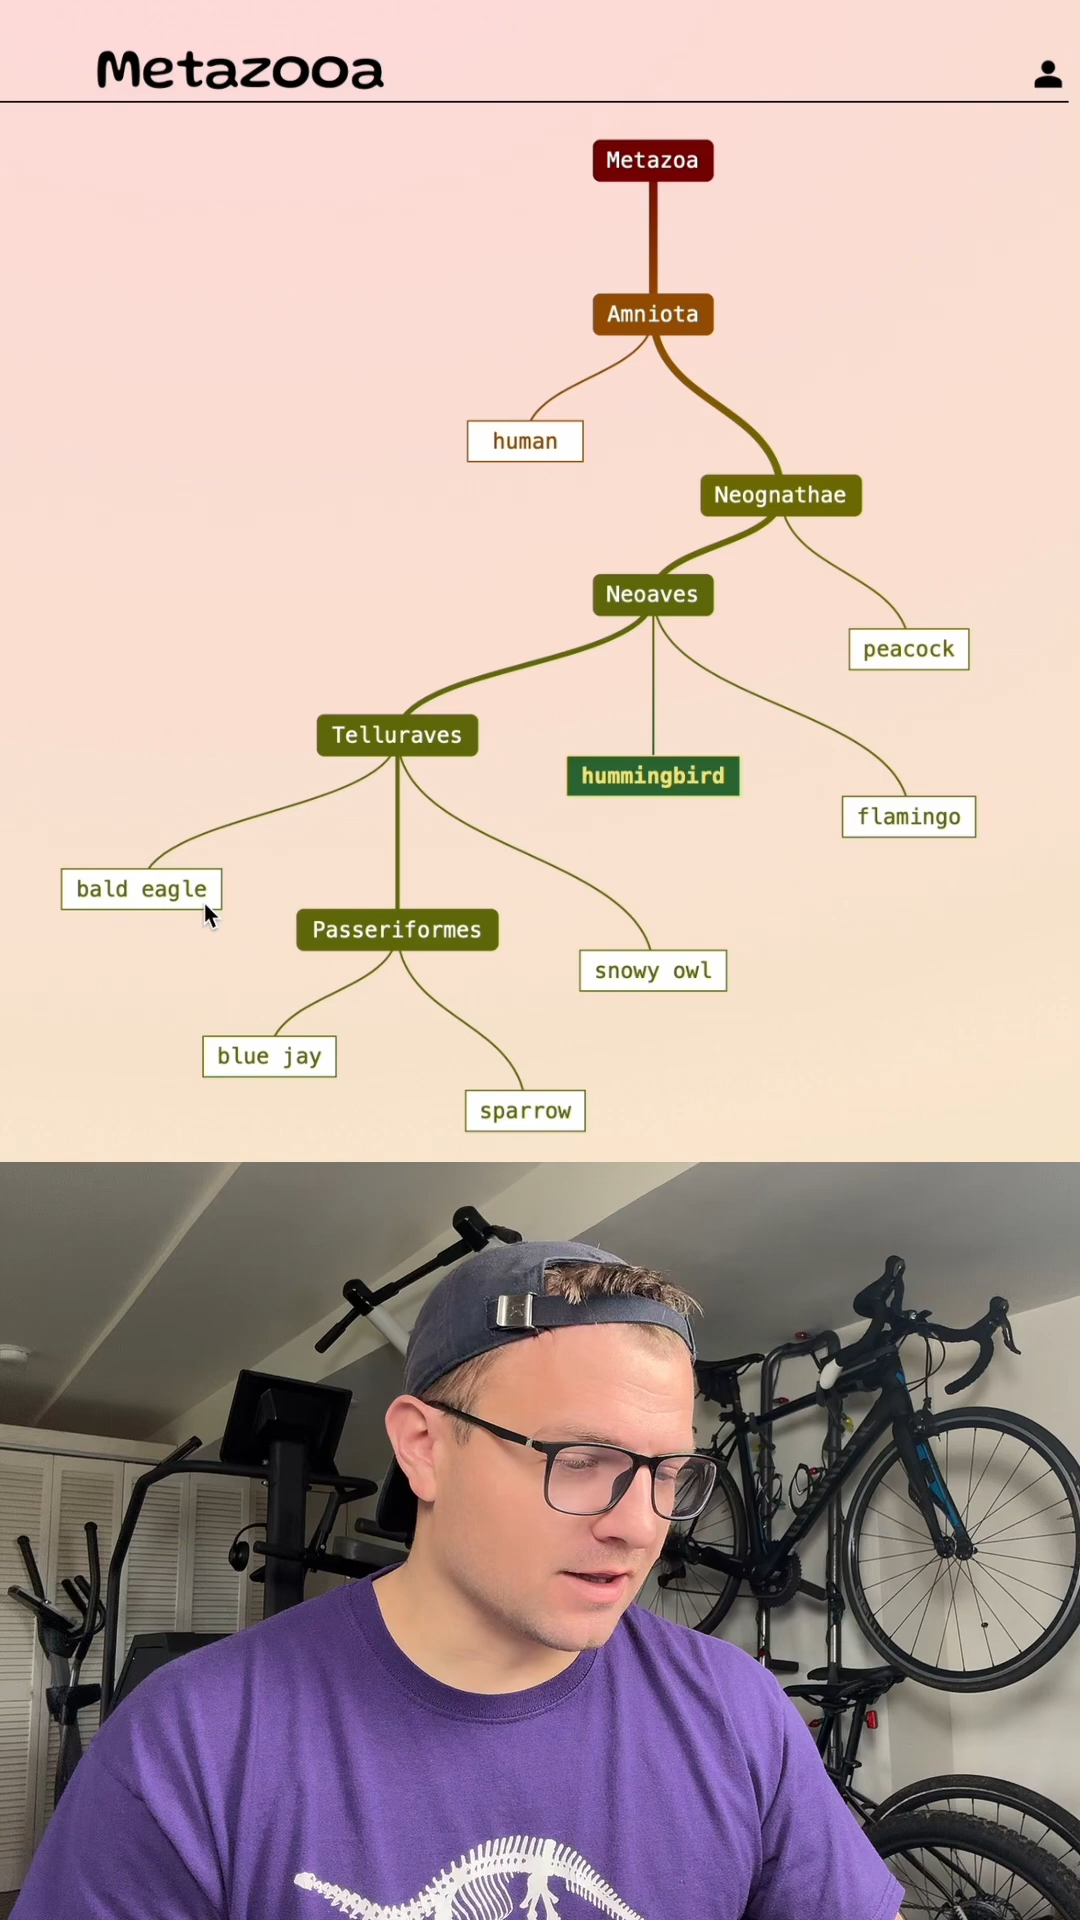 Metazooa
Metazoa
Amniota
human
Neognathae
Neoaves
peacock
Telluraves
hummingbird
flamingo
bald eagle
Passeriformes
snowy owl
blue jay
sparrow